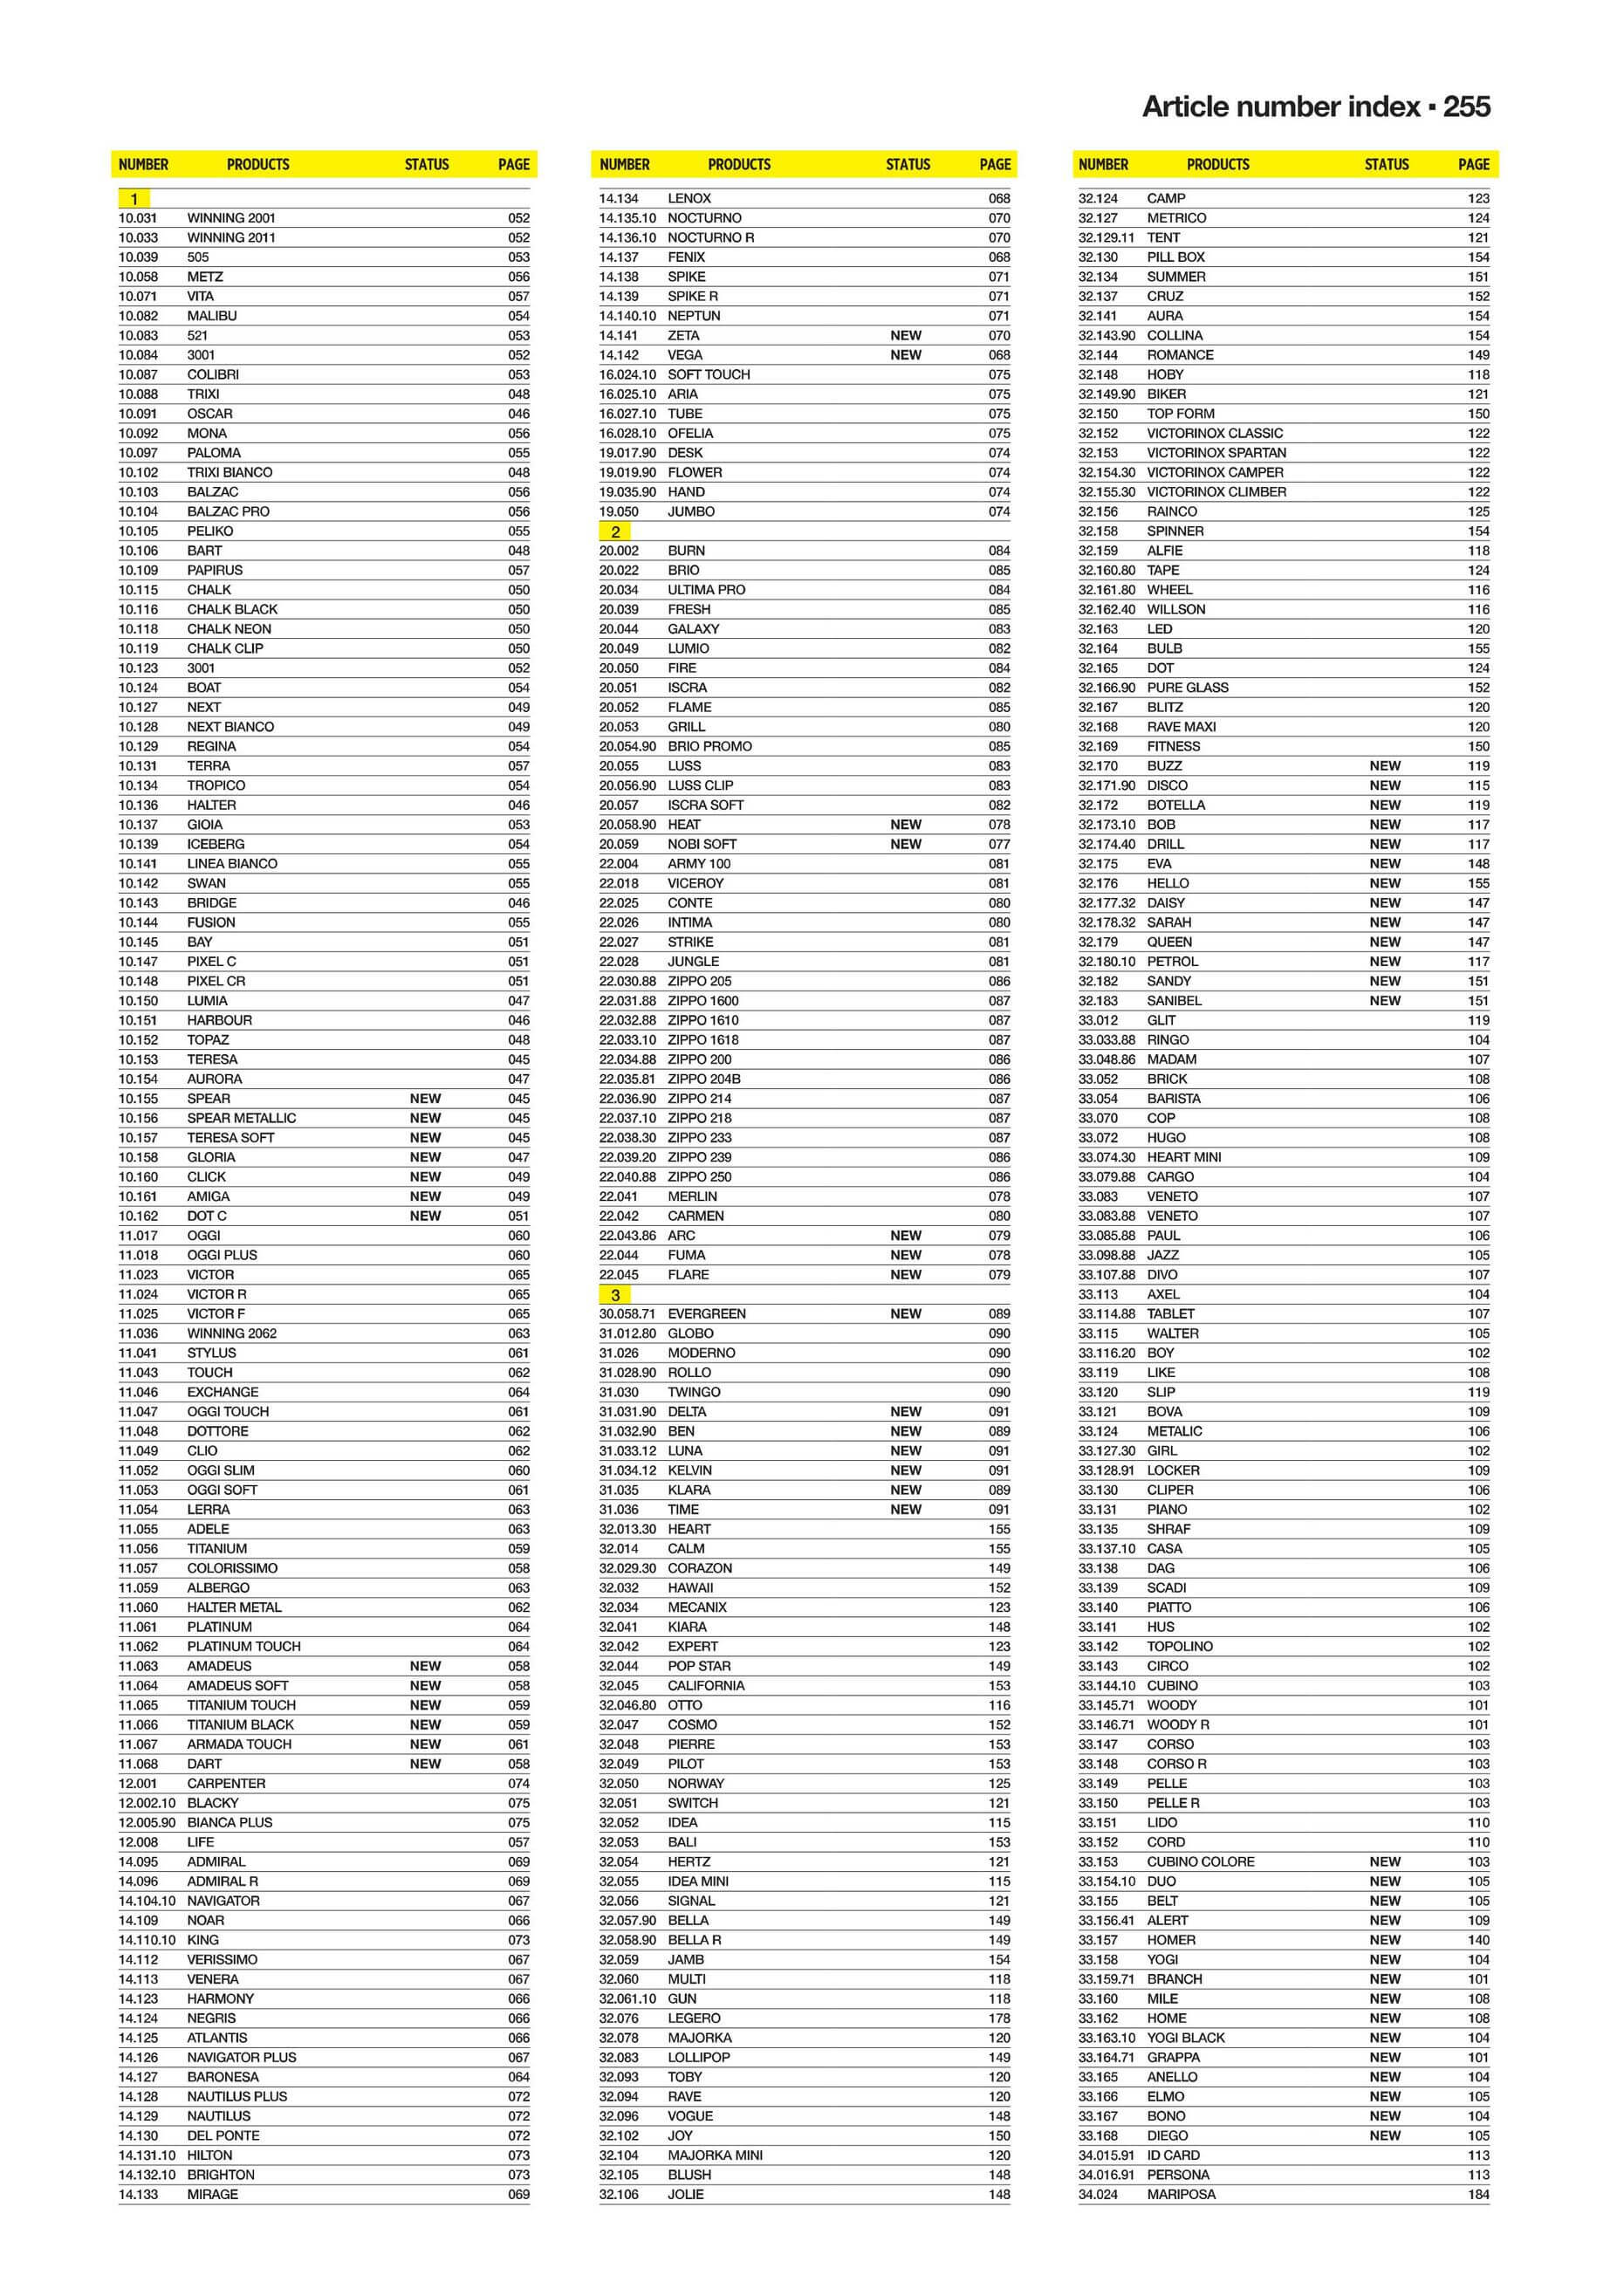 Article number index ▪ 255
NUMBER PRODUCTS STATUS PAGE
1
10.031 WINNING 2001 052
10.033 WINNING 2011 052
10.039 505 053
10.058 METZ 056
10.071 VITA 057
10.082 MALIBU 054
10.083 521 053
10.084 3001 052
10.087 COLIBRI 053
10.088 TRIXI 048
10.091 OSCAR 046
10.092 MONA 056
10.097 PALOMA 055
10.102 TRIXI BIANCO 048
10.103 BALZAC 056
10.104 BALZAC PRO 056
10.105 PELIKO 055
10.106 BART 048
10.109 PAPIRUS 057
10.115 CHALK 050
10.116 CHALK BLACK 050
10.118 CHALK NEON 050
10.119 CHALK CLIP 050
10.123 3001 052
10.124 BOAT 054
10.127 NEXT 049
10.128 NEXT BIANCO 049
10.129 REGINA 054
10.131 TERRA 057
10.134 TROPICO 054
10.136 HALTER 046
10.137 GIOIA 053
10.139 ICEBERG 054
10.141 LINEA BIANCO 055
10.142 SWAN 055
10.143 BRIDGE 046
10.144 FUSION 055
10.145 BAY 051
10.147 PIXEL C 051
10.148 PIXEL CR 051
10.150 LUMIA 047
10.151 HARBOUR 046
10.152 TOPAZ 048
10.153 TERESA 045
10.154 AURORA 047
10.155 SPEAR NEW 045
10.156 SPEAR METALLIC NEW 045
10.157 TERESA SOFT NEW 045
10.158 GLORIA NEW 047
10.160 CLICK NEW 049
10.161 AMIGA NEW 049
10.162 DOT C NEW 051
11.017 OGGI 060
11.018 OGGI PLUS 060
11.023 VICTOR 065
11.024 VICTOR R 065
11.025 VICTOR F 065
11.036 WINNING 2062 063
11.041 STYLUS 061
11.043 TOUCH 062
11.046 EXCHANGE 064
11.047 OGGI TOUCH 061
11.048 DOTTORE 062
11.049 CLIO 062
11.052 OGGI SLIM 060
11.053 OGGI SOFT 061
11.054 LERRA 063
11.055 ADELE 063
11.056 TITANIUM 059
11.057 COLORISSIMO 058
11.059 ALBERGO 063
11.060 HALTER METAL 062
11.061 PLATINUM 064
11.062 PLATINUM TOUCH 064
11.063 AMADEUS NEW 058
11.064 AMADEUS SOFT NEW 058
11.065 TITANIUM TOUCH NEW 059
11.066 TITANIUM BLACK NEW 059
11.067 ARMADA TOUCH NEW 061
11.068 DART NEW 058
12.001 CARPENTER 074
12.002.10 BLACKY 075
12.005.90 BIANCA PLUS 075
12.008 LIFE 057
14.095 ADMIRAL 069
14.096 ADMIRAL R 069
14.104.10 NAVIGATOR 067
14.109 NOAR 066
14.110.10 KING 073
14.112 VERISSIMO 067
14.113 VENERA 067
14.123 HARMONY 066
14.124 NEGRIS 066
14.125 ATLANTIS 066
14.126 NAVIGATOR PLUS 067
14.127 BARONESA 064
14.128 NAUTILUS PLUS 072
14.129 NAUTILUS 072
14.130 DEL PONTE 072
14.131.10 HILTON 073
14.132.10 BRIGHTON 073
14.133 MIRAGE 069
NUMBER PRODUCTS STATUS PAGE
14.134 LENOX 068
14.135.10 NOCTURNO 070
14.136.10 NOCTURNO R 070
14.137 FENIX 068
14.138 SPIKE 071
14.139 SPIKE R 071
14.140.10 NEPTUN 071
14.141 ZETA NEW 070
14.142 VEGA NEW 068
16.024.10 SOFT TOUCH 075
16.025.10 ARIA 075
16.027.10 TUBE 075
16.028.10 OFELIA 075
19.017.90 DESK 074
19.019.90 FLOWER 074
19.035.90 HAND 074
19.050 JUMBO 074
2
20.002 BURN 084
20.022 BRIO 085
20.034 ULTIMA PRO 084
20.039 FRESH 085
20.044 GALAXY 083
20.049 LUMIO 082
20.050 FIRE 084
20.051 ISCRA 082
20.052 FLAME 085
20.053 GRILL 080
20.054.90 BRIO PROMO 085
20.055 LUSS 083
20.056.90 LUSS CLIP 083
20.057 ISCRA SOFT 082
20.058.90 HEAT NEW 078
20.059 NOBI SOFT NEW 077
22.004 ARMY 100 081
22.018 VICEROY 081
22.025 CONTE 080
22.026 INTIMA 080
22.027 STRIKE 081
22.028 JUNGLE 081
22.030.88 ZIPPO 205 086
22.031.88 ZIPPO 1600 087
22.032.88 ZIPPO 1610 087
22.033.10 ZIPPO 1618 087
22.034.88 ZIPPO 200 086
22.035.81 ZIPPO 204B 086
22.036.90 ZIPPO 214 087
22.037.10 ZIPPO 218 087
22.038.30 ZIPPO 233 087
22.039.20 ZIPPO 239 086
22.040.88 ZIPPO 250 086
22.041 MERLIN 078
22.042 CARMEN 080
22.043.86 ARC NEW 079
22.044 FUMA NEW 078
22.045 FLARE NEW 079
3
30.058.71 EVERGREEN NEW 089
31.012.80 GLOBO 090
31.026 MODERNO 090
31.028.90 ROLLO 090
31.030 TWINGO 090
31.031.90 DELTA NEW 091
31.032.90 BEN NEW 089
31.033.12 LUNA NEW 091
31.034.12 KELVIN NEW 091
31.035 KLARA NEW 089
31.036 TIME NEW 091
32.013.30 HEART 155
32.014 CALM 155
32.029.30 CORAZON 149
32.032 HAWAII 152
32.034 MECANIX 123
32.041 KIARA 148
32.042 EXPERT 123
32.044 POP STAR 149
32.045 CALIFORNIA 153
32.046.80 OTTO 116
32.047 COSMO 152
32.048 PIERRE 153
32.049 PILOT 153
32.050 NORWAY 125
32.051 SWITCH 121
32.052 IDEA 115
32.053 BALI 153
32.054 HERTZ 121
32.055 IDEA MINI 115
32.056 SIGNAL 121
32.057.90 BELLA 149
32.058.90 BELLA R 149
32.059 JAMB 154
32.060 MULTI 118
32.061.10 GUN 118
32.076 LEGERO 178
32.078 MAJORKA 120
32.083 LOLLIPOP 149
32.093 TOBY 120
32.094 RAVE 120
32.096 VOGUE 148
32.102 JOY 150
32.104 MAJORKA MINI 120
32.105 BLUSH 148
32.106 JOLIE 148
NUMBER PRODUCTS STATUS PAGE
32.124 CAMP 123
32.127 METRICO 124
32.129.11 TENT 121
32.130 PILL BOX 154
32.134 SUMMER 151
32.137 CRUZ 152
32.141 AURA 154
32.143.90 COLLINA 154
32.144 ROMANCE 149
32.148 HOBY 118
32.149.90 BIKER 121
32.150 TOP FORM 150
32.152 VICTORINOX CLASSIC 122
32.153 VICTORINOX SPARTAN 122
32.154.30 VICTORINOX CAMPER 122
32.155.30 VICTORINOX CLIMBER 122
32.156 RAINCO 125
32.158 SPINNER 154
32.159 ALFIE 118
32.160.80 TAPE 124
32.161.80 WHEEL 116
32.162.40 WILLSON 116
32.163 LED 120
32.164 BULB 155
32.165 DOT 124
32.166.90 PURE GLASS 152
32.167 BLITZ 120
32.168 RAVE MAXI 120
32.169 FITNESS 150
32.170 BUZZ NEW 119
32.171.90 DISCO NEW 115
32.172 BOTELLA NEW 119
32.173.10 BOB NEW 117
32.174.40 DRILL NEW 117
32.175 EVA NEW 148
32.176 HELLO NEW 155
32.177.32 DAISY NEW 147
32.178.32 SARAH NEW 147
32.179 QUEEN NEW 147
32.180.10 PETROL NEW 117
32.182 SANDY NEW 151
32.183 SANIBEL NEW 151
33.012 GLIT 119
33.033.88 RINGO 104
33.048.86 MADAM 107
33.052 BRICK 108
33.054 BARISTA 106
33.070 COP 108
33.072 HUGO 108
33.074.30 HEART MINI 109
33.079.88 CARGO 104
33.083 VENETO 107
33.083.88 VENETO 107
33.085.88 PAUL 106
33.098.88 JAZZ 105
33.107.88 DIVO 107
33.113 AXEL 104
33.114.88 TABLET 107
33.115 WALTER 105
33.116.20 BOY 102
33.119 LIKE 108
33.120 SLIP 119
33.121 BOVA 109
33.124 METALIC 106
33.127.30 GIRL 102
33.128.91 LOCKER 109
33.130 CLIPER 106
33.131 PIANO 102
33.135 SHRAF 109
33.137.10 CASA 105
33.138 DAG 106
33.139 SCADI 109
33.140 PIATTO 106
33.141 HUS 102
33.142 TOPOLINO 102
33.143 CIRCO 102
33.144.10 CUBINO 103
33.145.71 WOODY 101
33.146.71 WOODY R 101
33.147 CORSO 103
33.148 CORSO R 103
33.149 PELLE 103
33.150 PELLE R 103
33.151 LIDO 110
33.152 CORD 110
33.153 CUBINO COLORE NEW 103
33.154.10 DUO NEW 105
33.155 BELT NEW 105
33.156.41 ALERT NEW 109
33.157 HOMER NEW 140
33.158 YOGI NEW 104
33.159.71 BRANCH NEW 101
33.160 MILE NEW 108
33.162 HOME NEW 108
33.163.10 YOGI BLACK NEW 104
33.164.71 GRAPPA NEW 101
33.165 ANELLO NEW 104
33.166 ELMO NEW 105
33.167 BONO NEW 104
33.168 DIEGO NEW 105
34.015.91 ID CARD 113
34.016.91 PERSONA 113
34.024 MARIPOSA 184